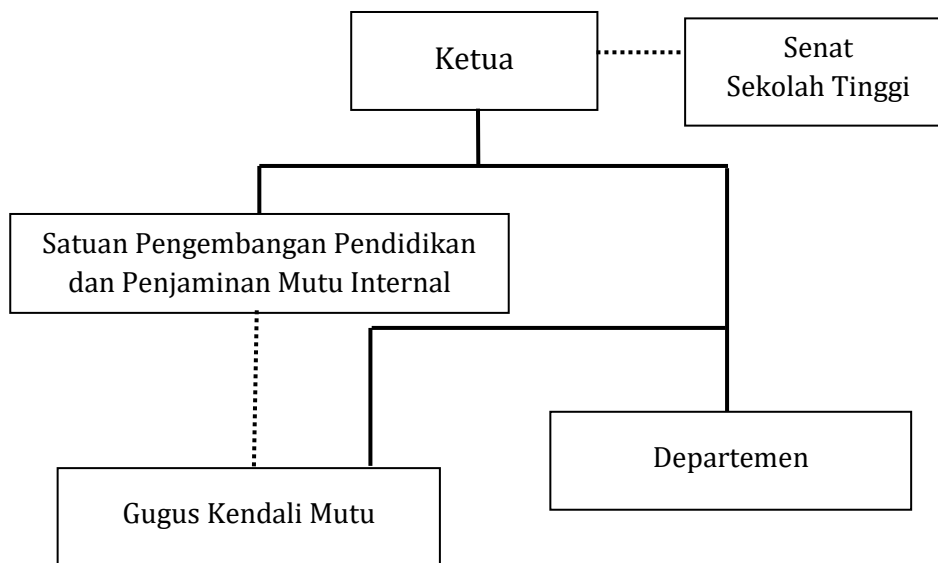 Ketua
Senat
Sekolah Tinggi
Satuan Pengembangan Pendidikan
dan Penjaminan Mutu Internal
Departemen
Gugus Kendali Mutu